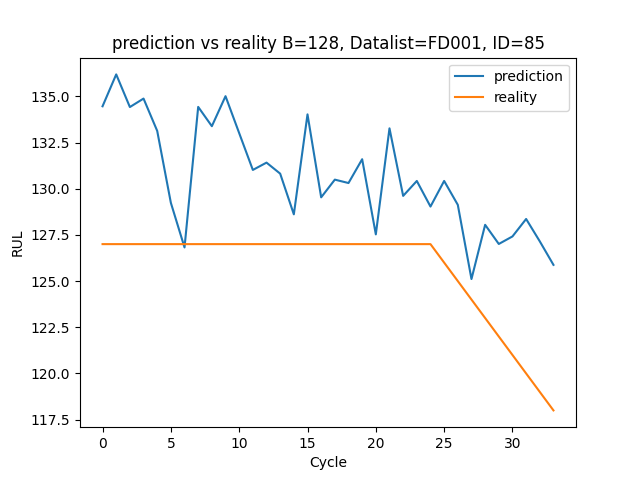 prediction vs reality B=128, Datalist=FD001, ID=85
prediction
reality
135.0
132.5
130.0
127.5
125.0
122.5
120.0
117.5
RUL
0 5 10 15 20 25 30
Cycle